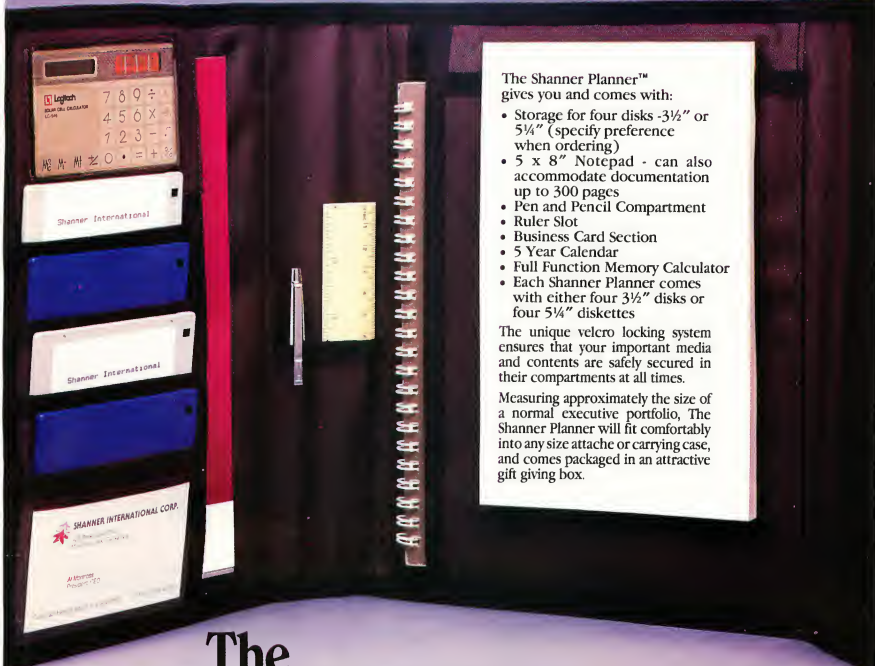 Logitech
SOLAR CELL CALCULATOR
7 8 9 ÷
4 5 6 X
1 2 3 -
0 • = +
Shanner International
Shanner International
SHANNER INTERNATIONAL CORP.
The Shanner Planner™
gives you and comes with:
• Storage for four disks -3½" or
5¼" (specify preference
when ordering)
• 5 x 8" Notepad - can also
accommodate documentation
up to 300 pages
• Pen and Pencil Compartment
• Ruler Slot
• Business Card Section
• 5 Year Calendar
• Full Function Memory Calculator
• Each Shanner Planner comes
with either four 3½" disks or
four 5¼" diskettes
The unique velcro locking system
ensures that your important media
and contents are safely secured in
their compartments at all times.
Measuring approximately the size of
a normal executive portfolio, The
Shanner Planner will fit comfortably
into any size attache or carrying case,
and comes packaged in an attractive
gift giving box.
The